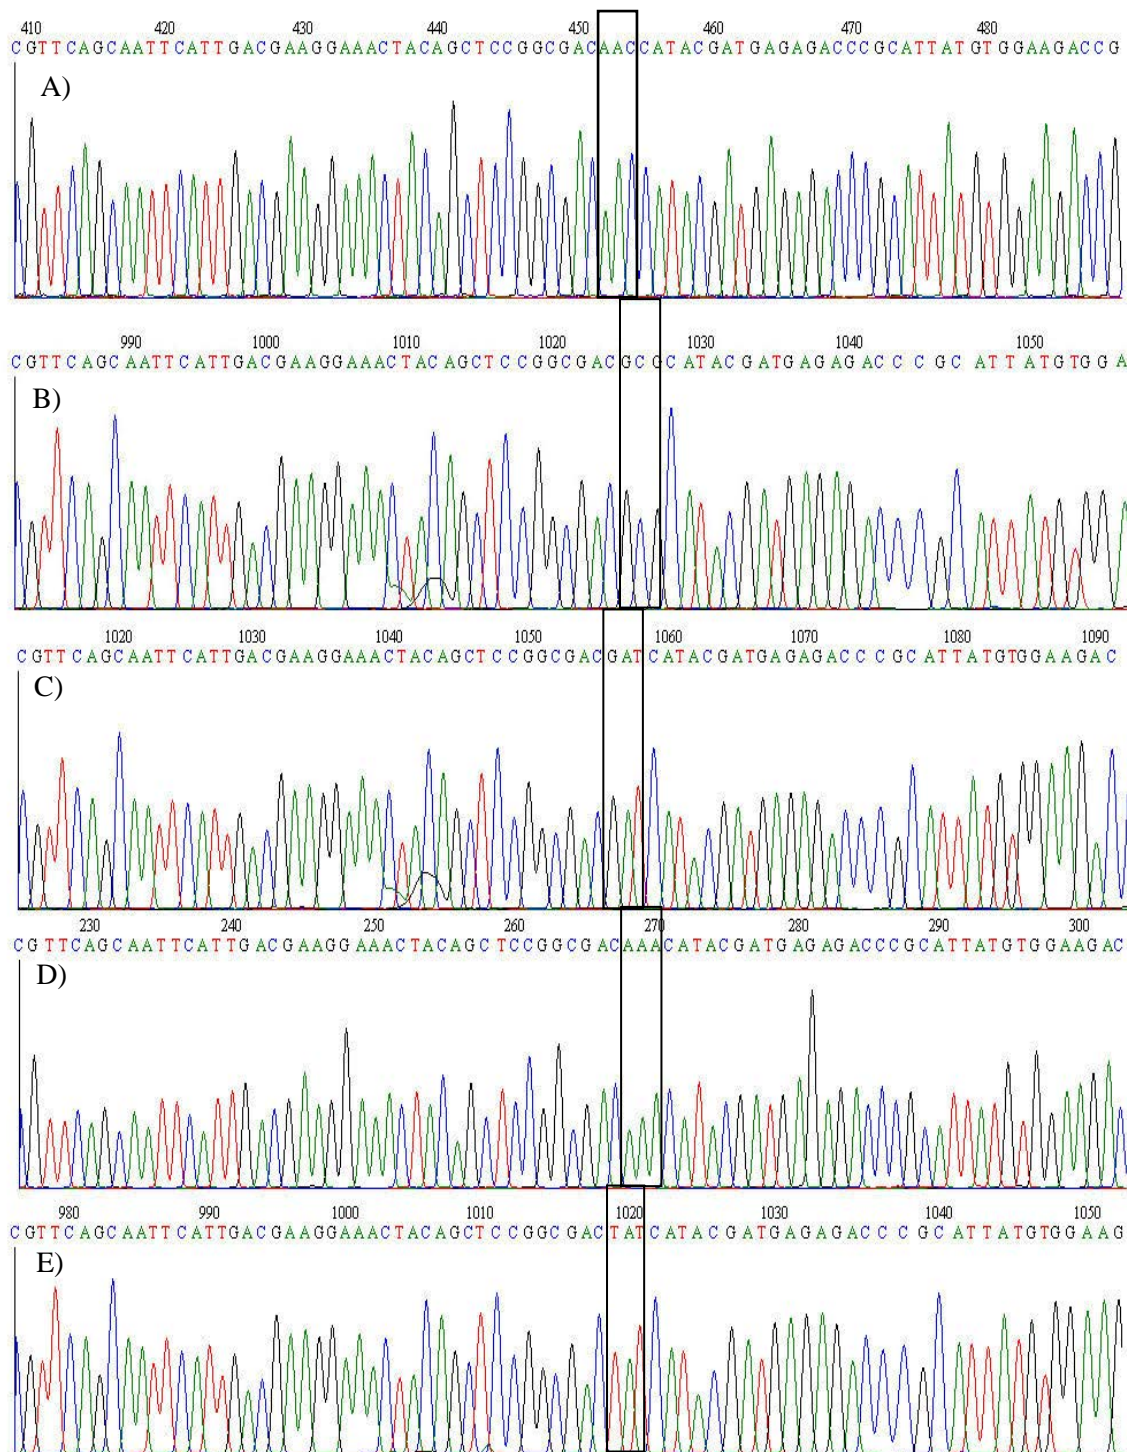 410 420 430 440 450 460 470 480
CGTTCAGCAATTCATTGACGAAGGAAACTACAGCTCCGGCGACAACCATACGATGAGAGACCCGCATTATGTGGAAGACCG
A)
990 1000 1010 1020 1030 1040 1050
CGTTCAGCAATTCATTGACGAAGGAAACTACAGCTCCGGCGACGCGCATACGATGAGAGACCCGCATTATGTGGA
B)
1020 1030 1040 1050 1060 1070 1080 1090
CGTTCAGCAATTCATTGACGAAGGAAACTACAGCTCCGGCGACGATCATACGATGAGAGACCCGCATTATGTGGAAGAC
C)
230 240 250 260 270 280 290 300
CGTTCAGCAATTCATTGACGAAGGAAACTACAGCTCCGGCGACAAACATACGATGAGAGACCCGCATTATGTGGAAGAC
D)
980 990 1000 1010 1020 1030 1040 1050
CGTTCAGCAATTCATTGACGAAGGAAACTACAGCTCCGGCGACTATCATACGATGAGAGACCCGCATTATGTGGAAG
E)